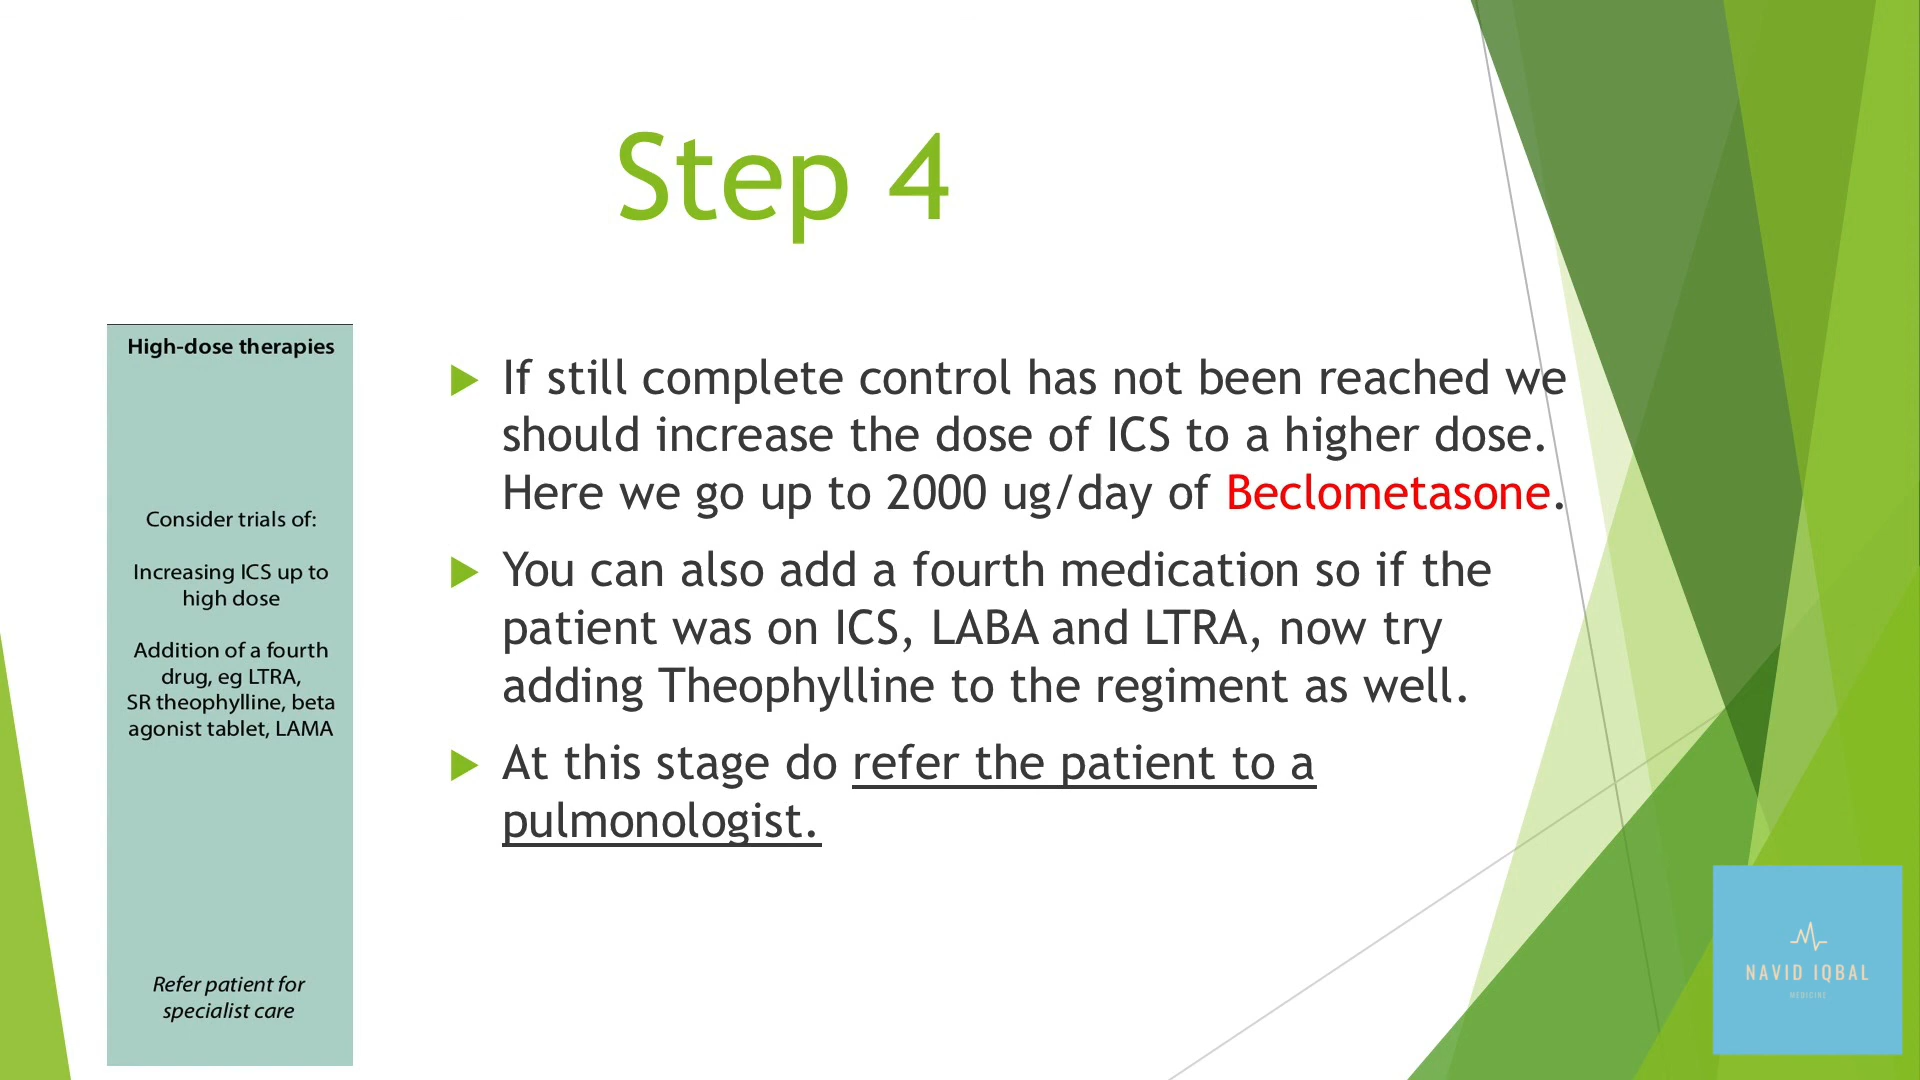 Step 4
High-dose therapies
Consider trials of:
Increasing ICS up to
high dose
Addition of a fourth
drug, eg LTRA,
SR theophylline, beta
agonist tablet, LAMA
Refer patient for
specialist care
If still complete control has not been reached we
should increase the dose of ICS to a higher dose.
Here we go up to 2000 ug/day of Beclometasone.
You can also add a fourth medication so if the
patient was on ICS, LABA and LTRA, now try
adding Theophylline to the regiment as well.
At this stage do refer the patient to a
pulmonologist.
NAVID IQBAL
MEDICINE